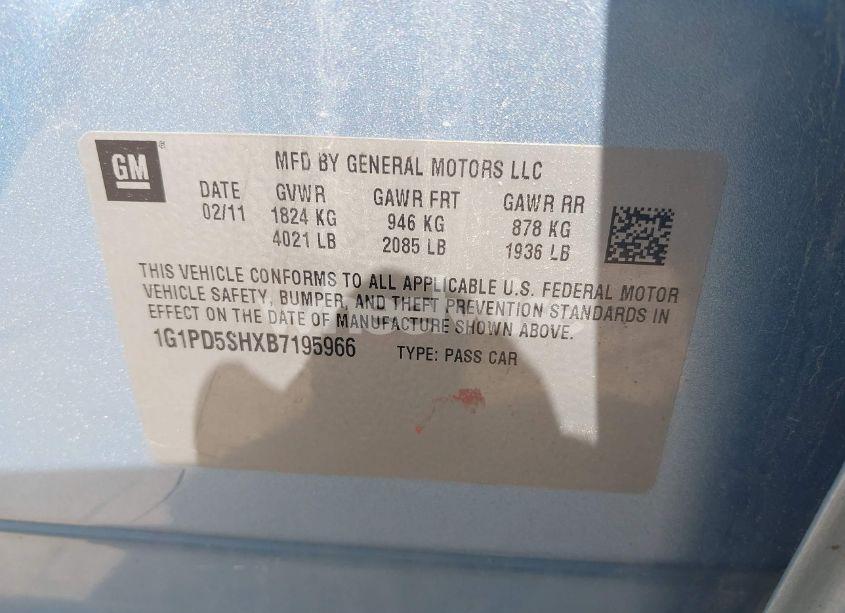 GM
MFD BY GENERAL MOTORS LLC
DATE GVWR GAWR FRT GAWR RR
02/11 1824 KG 946 KG 878 KG
4021 LB 2085 LB 1936 LB
THIS VEHICLE CONFORMS TO ALL APPLICABLE U.S. FEDERAL MOTOR
VEHICLE SAFETY, BUMPER, AND THEFT PREVENTION STANDARDS IN
EFFECT ON THE DATE OF MANUFACTURE SHOWN ABOVE.
1G1PD5SHXB7195966 TYPE: PASS CAR